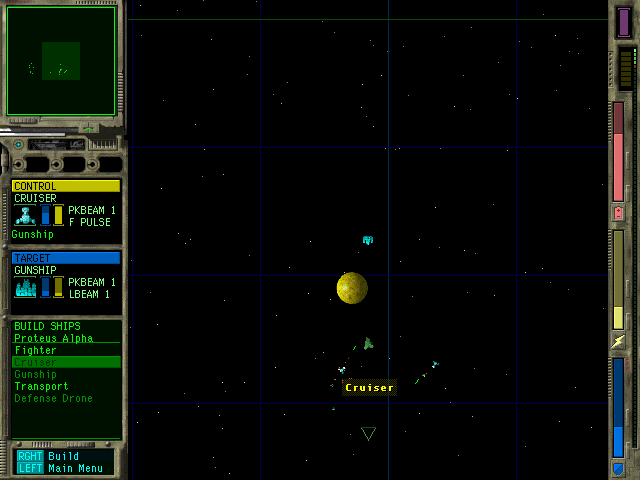 CONTROL
CRUISER
PKBEAM 1
F PULSE
Gunship
TARGET
GUNSHIP
PKBEAM 1
LBEAM 1
BUILD SHIPS
Proteus Alpha
Fighter
Cruiser
Gunship
Transport
Defense Drone
RGHT Build
LEFT Main Menu
Cruiser